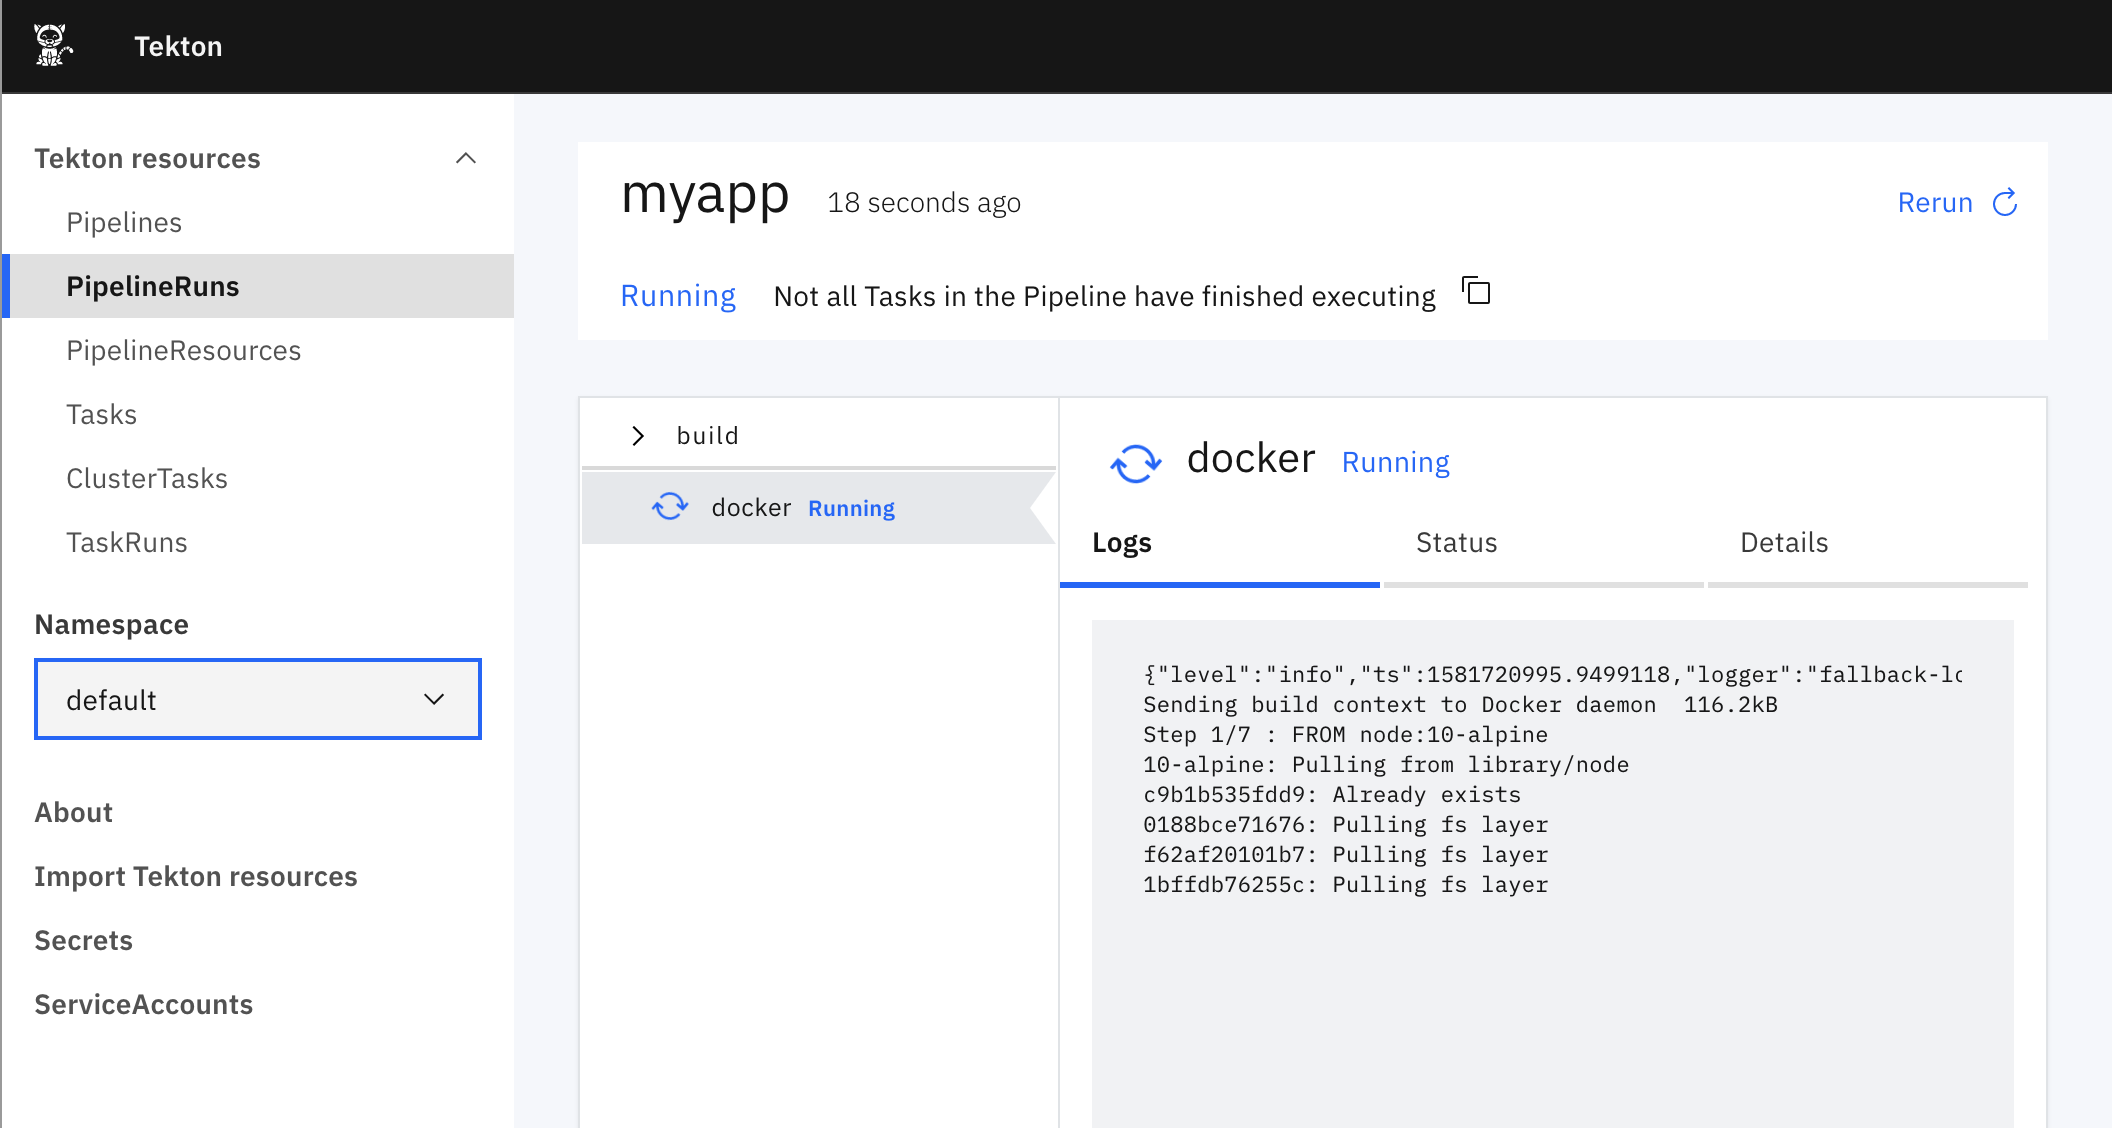 Tekton
Tekton resources
Pipelines
PipelineRuns
PipelineResources
Tasks
ClusterTasks
TaskRuns
Namespace
default
About
Import Tekton resources
Secrets
ServiceAccounts
myapp 18 seconds ago
Rerun
Running Not all Tasks in the Pipeline have finished executing
build
docker Running
docker Running
Logs Status Details
{"level":"info","ts":1581720995.9499118,"logger":"fallback-lo
Sending build context to Docker daemon  116.2kB
Step 1/7 : FROM node:10-alpine
10-alpine: Pulling from library/node
c9b1b535fdd9: Already exists
0188bce71676: Pulling fs layer
f62af20101b7: Pulling fs layer
1bffdb76255c: Pulling fs layer